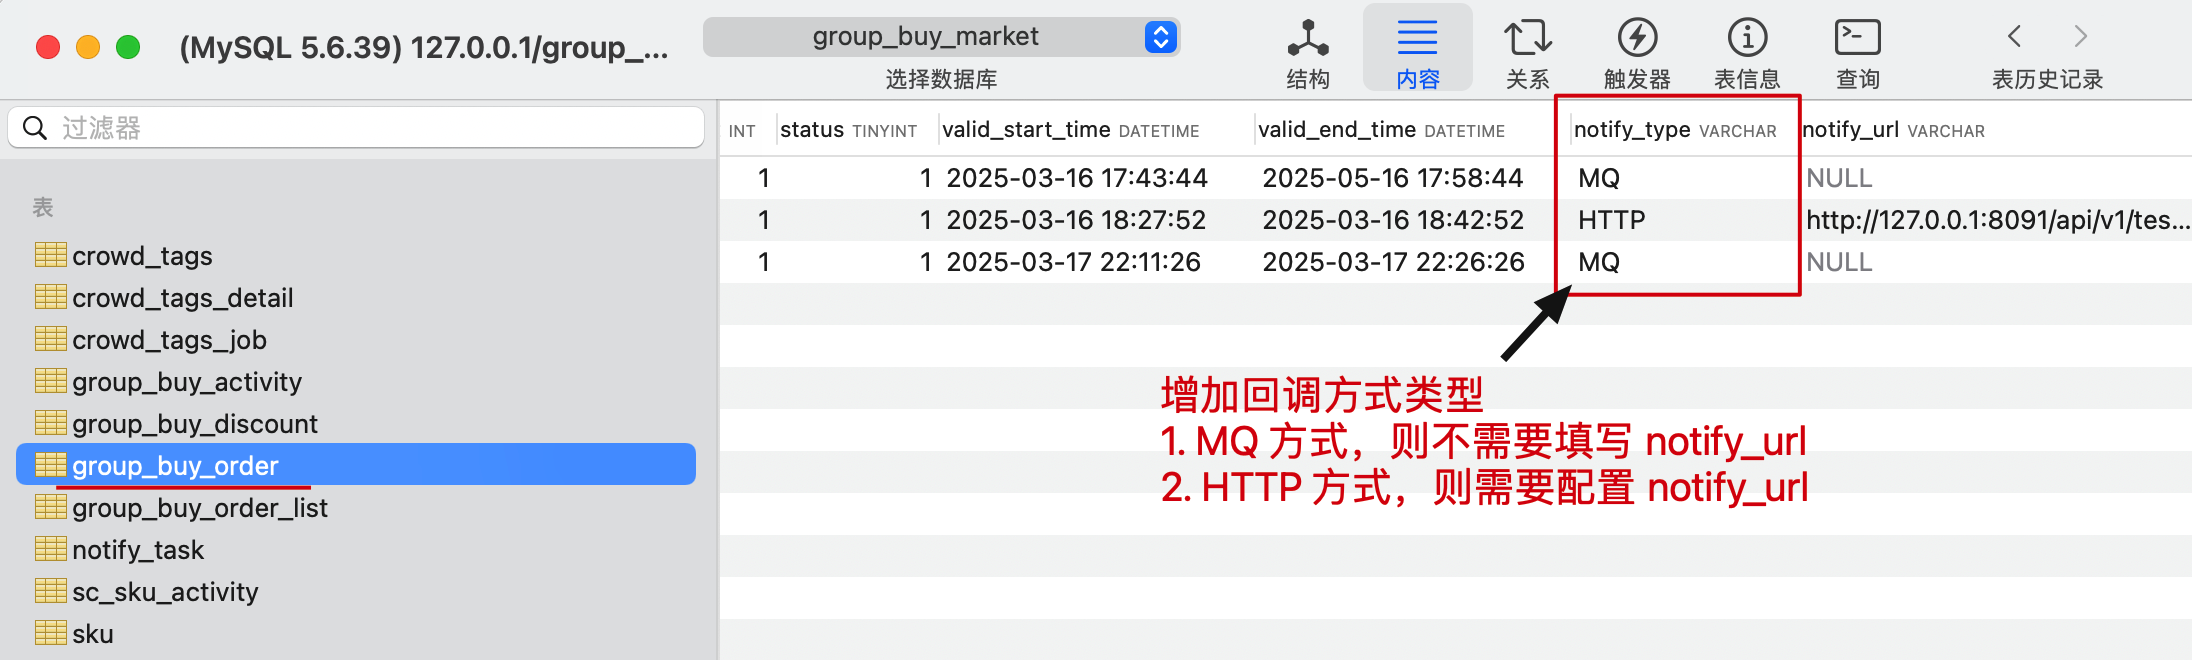 (MySQL 5.6.39) 127.0.0.1/group_...
group_buy_market
选择数据库
结构
内容
关系
触发器
表信息
查询
表历史记录
过滤器
表
crowd_tags
crowd_tags_detail
crowd_tags_job
group_buy_activity
group_buy_discount
group_buy_order
group_buy_order_list
notify_task
sc_sku_activity
sku
INT status TINYINT valid_start_time DATETIME valid_end_time DATETIME notify_type VARCHAR notify_url VARCHAR
1 1 2025-03-16 17:43:44 2025-05-16 17:58:44 MQ NULL
1 1 2025-03-16 18:27:52 2025-03-16 18:42:52 HTTP http://127.0.0.1:8091/api/v1/tes...
1 1 2025-03-17 22:11:26 2025-03-17 22:26:26 MQ NULL
增加回调方式类型
1. MQ 方式，则不需要填写 notify_url
2. HTTP 方式，则需要配置 notify_url